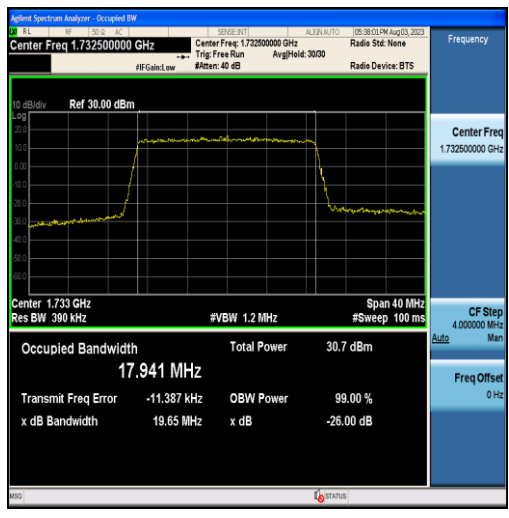 Agilent Spectrum Analyzer - Occupied BW
RL RF 50 Ω AC SENSE:INT ALIGN AUTO 05:38:01 PM Aug 03, 2023
Center Freq 1.732500000 GHz
Center Freq: 1.732500000 GHz
Radio Std: None
Trig: Free Run Avg|Hold: 30/30
#IFGain:Low #Atten: 40 dB Radio Device: BTS
10 dB/div Ref 30.00 dBm
Log
20.0
10.0
0.00
-10.0
-20.0
-30.0
-40.0
-50.0
-60.0
Center 1.733 GHz Span 40 MHz
Res BW 390 kHz #VBW 1.2 MHz #Sweep 100 ms
Occupied Bandwidth Total Power 30.7 dBm
17.941 MHz
Transmit Freq Error -11.387 kHz OBW Power 99.00 %
x dB Bandwidth 19.65 MHz x dB -26.00 dB
MSG STATUS
Frequency
Center Freq
1.732500000 GHz
CF Step
4.000000 MHz
Auto Man
Freq Offset
0 Hz